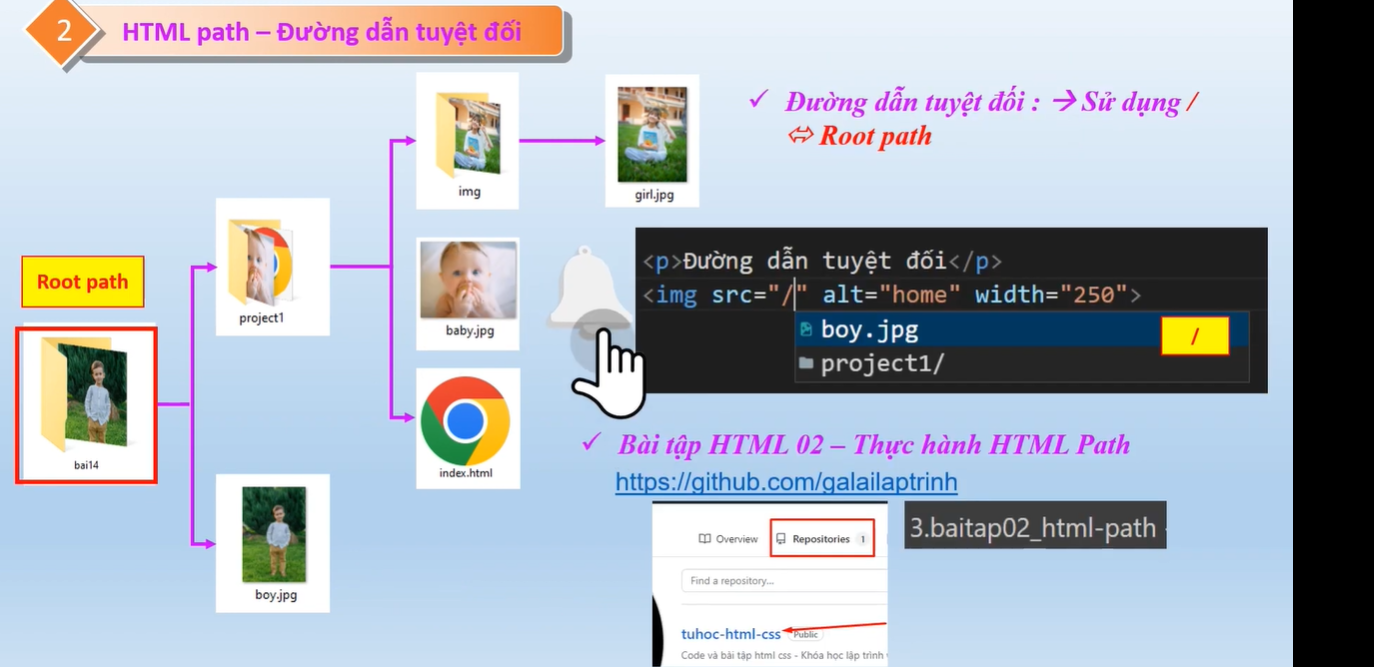 2
HTML path – Đường dẫn tuyệt đối
img
girl.jpg
✓ Đường dẫn tuyệt đối : → Sử dụng /
⇔ Root path
Root path
project1
baby.jpg
<p>Đường dẫn tuyệt đối</p>
<img src="/" alt="home" width="250">
boy.jpg
/
project1/
bai14
index.html
✓ Bài tập HTML 02 – Thực hành HTML Path
https://github.com/galailaptrinh
boy.jpg
Overview
Repositories 1
3.baitap02_html-path
Find a repository...
tuhoc-html-css
Public
Code và bài tập html css - Khóa học lập trình